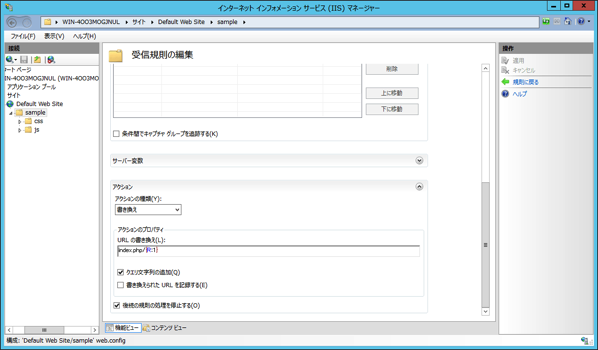 インターネット インフォメーション サービス (IIS) マネージャー
WIN-4OO3MOGJNUL ▸ サイト ▸ Default Web Site ▸ sample ▸
ファイル(F) 表示(V) ヘルプ(H)
接続
タート ページ
IN-4OO3MOGJNUL (WIN-4OO3MOG
アプリケーション プール
サイト
Default Web Site
sample
css
js
受信規則の編集
削除
上に移動
下に移動
条件間でキャプチャ グループを追跡する(K)
サーバー変数
アクション
アクションの種類(Y):
書き換え
アクションのプロパティ
URL の書き換え(L):
index.php/{R:1}
クエリ文字列の追加(Q)
書き換えられた URL を記録する(E)
後続の規則の処理を停止する(O)
機能ビュー コンテンツ ビュー
操作
適用
キャンセル
規則に戻る
ヘルプ
構成: 'Default Web Site/sample' web.config